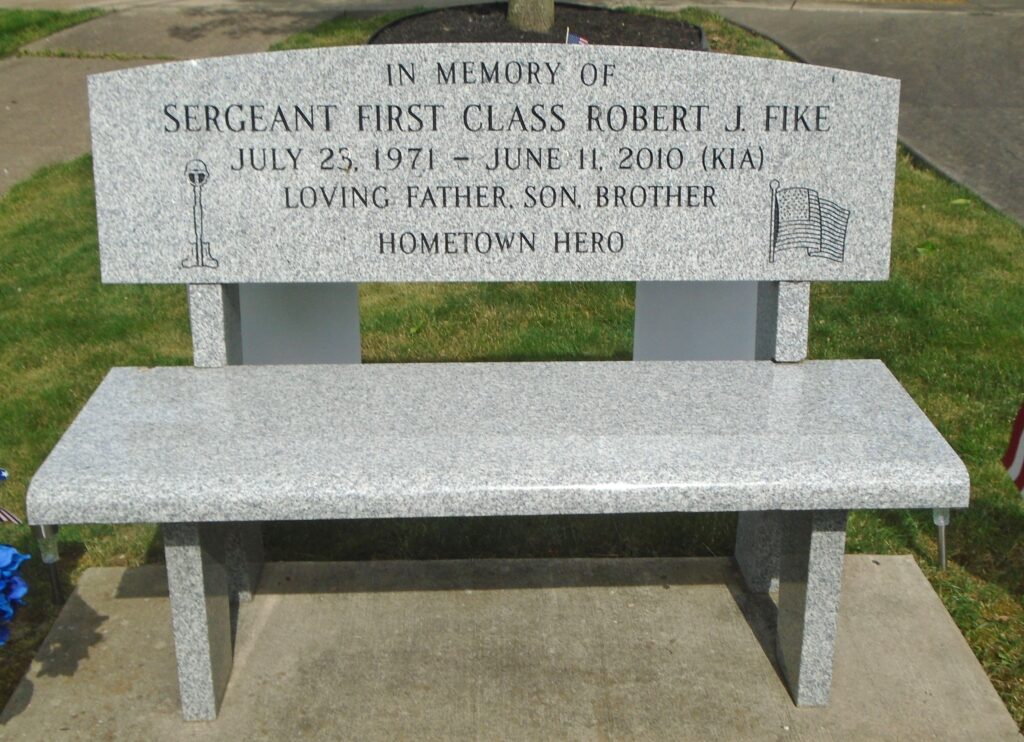 IN MEMORY OF
SERGEANT FIRST CLASS ROBERT J. FIKE
JULY 23, 1971 – JUNE 11, 2010 (KIA)
LOVING FATHER, SON, BROTHER
HOMETOWN HERO